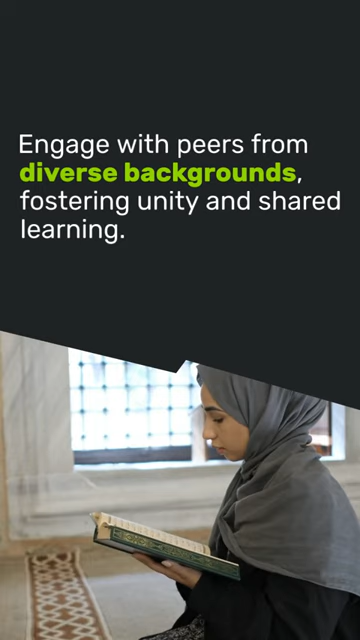 Engage with peers from
diverse backgrounds,
fostering unity and shared
learning.